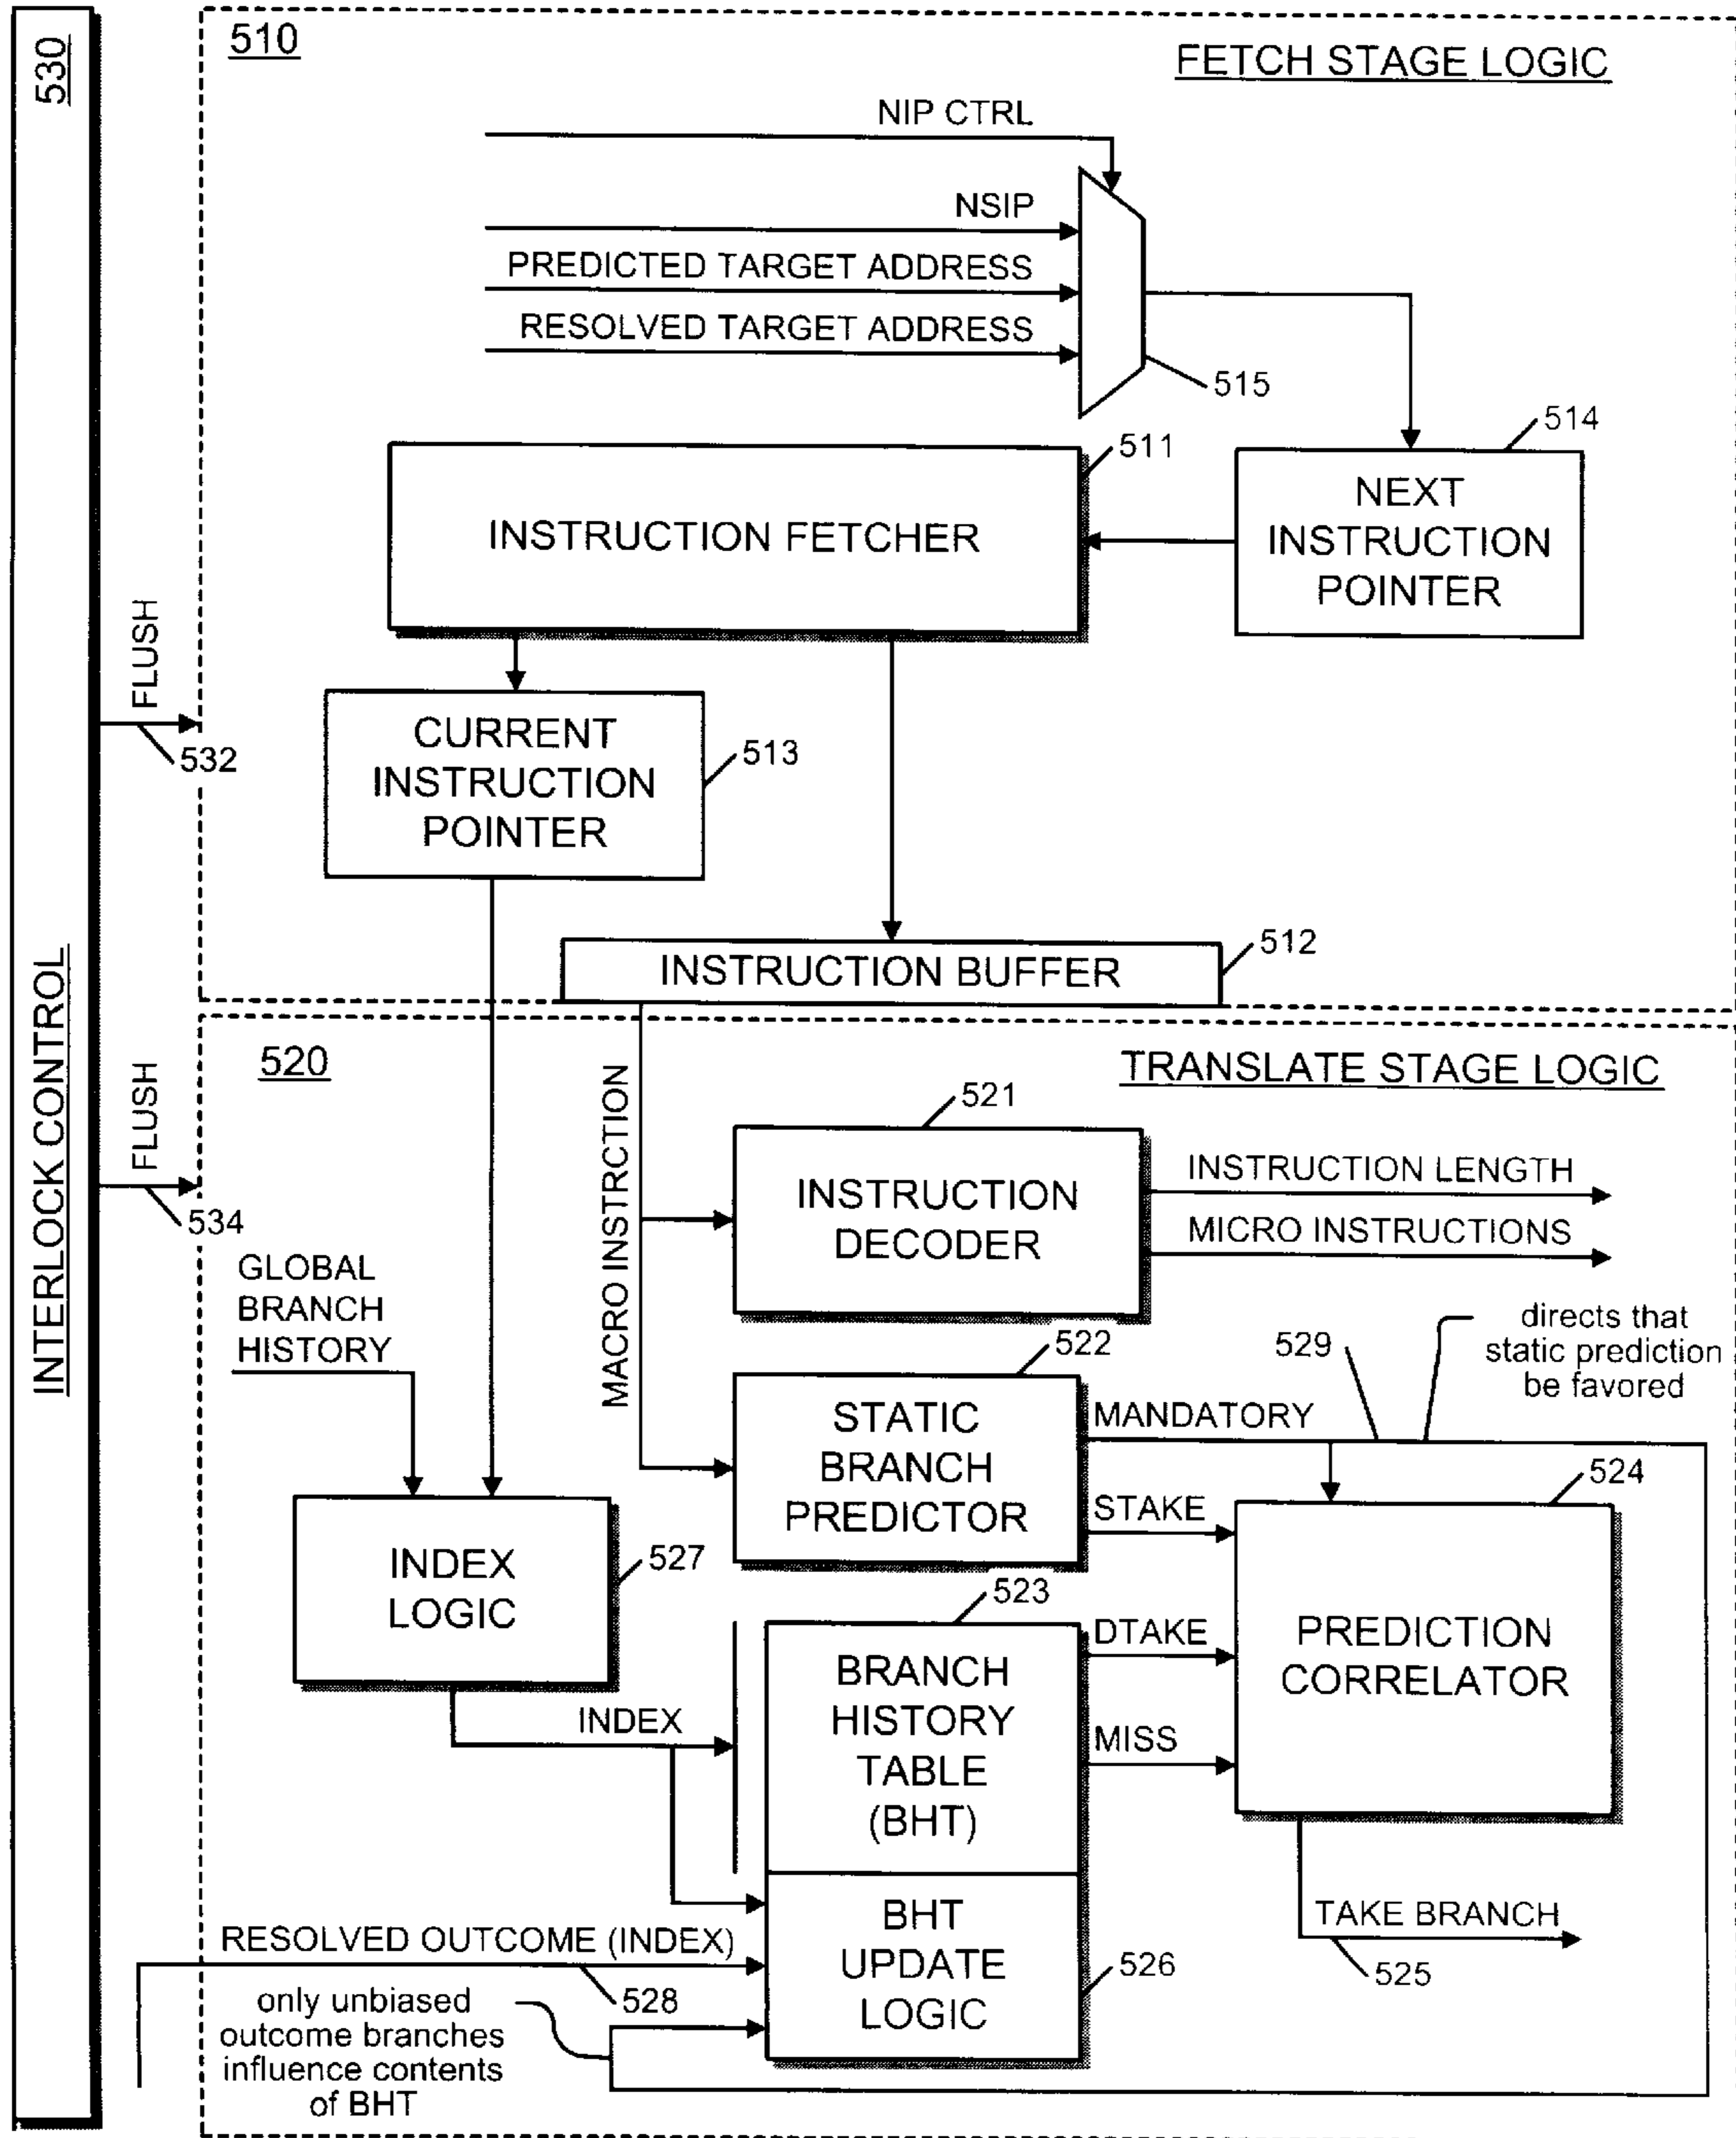 530
INTERLOCK CONTROL
510
FETCH STAGE LOGIC
NIP CTRL
NSIP
PREDICTED TARGET ADDRESS
RESOLVED TARGET ADDRESS
515
514
511
INSTRUCTION FETCHER
NEXT
INSTRUCTION
POINTER
FLUSH
532
CURRENT
INSTRUCTION
POINTER
513
512
INSTRUCTION BUFFER
520
TRANSLATE STAGE LOGIC
FLUSH
534
MACRO INSTRCTION
521
INSTRUCTION
DECODER
INSTRUCTION LENGTH
MICRO INSTRUCTIONS
GLOBAL
BRANCH
HISTORY
522
529
directs that
static prediction
be favored
STATIC
BRANCH
PREDICTOR
MANDATORY
STAKE
524
INDEX
LOGIC
527
523
BRANCH
HISTORY
TABLE
(BHT)
DTAKE
MISS
PREDICTION
CORRELATOR
INDEX
BHT
UPDATE
LOGIC
526
TAKE BRANCH
525
RESOLVED OUTCOME (INDEX)
528
only unbiased
outcome branches
influence contents
of BHT